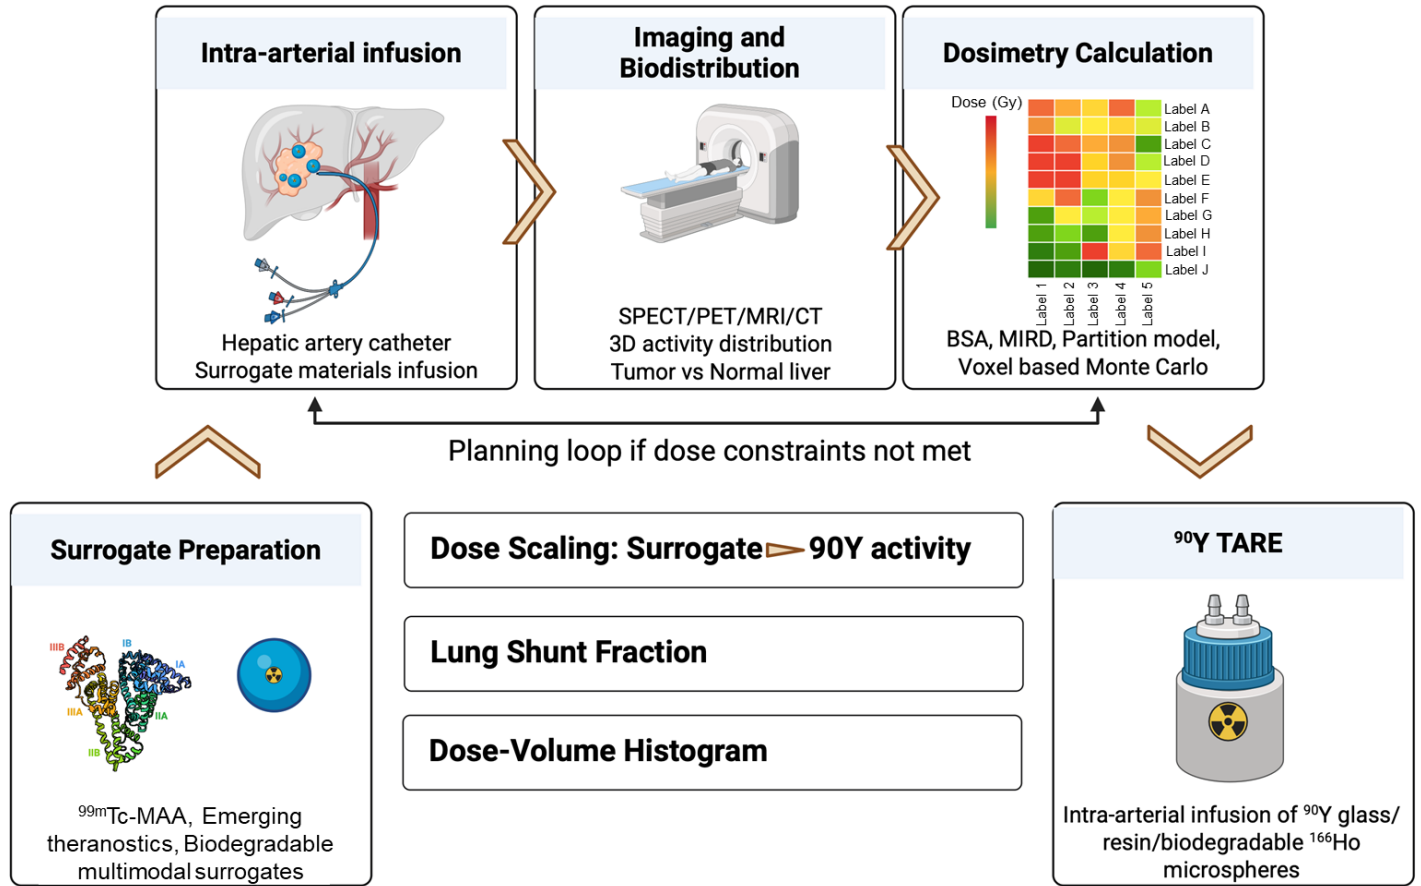 Intra-arterial infusion
Hepatic artery catheter
Surrogate materials infusion
Imaging and
Biodistribution
SPECT/PET/MRI/CT
3D activity distribution
Tumor vs Normal liver
Dosimetry Calculation
Dose (Gy)
Label A
Label B
Label C
Label D
Label E
Label F
Label G
Label H
Label I
Label J
Label 1
Label 2
Label 3
Label 4
Label 5
BSA, MIRD, Partition model,
Voxel based Monte Carlo
Planning loop if dose constraints not met
Surrogate Preparation
IIIB
IB
IA
IIIA
IIA
IIB
⁹⁹ᵐTc-MAA, Emerging
theranostics, Biodegradable
multimodal surrogates
Dose Scaling: Surrogate 90Y activity
Lung Shunt Fraction
Dose-Volume Histogram
⁹⁰Y TARE
Intra-arterial infusion of ⁹⁰Y glass/
resin/biodegradable ¹⁶⁶Ho
microspheres